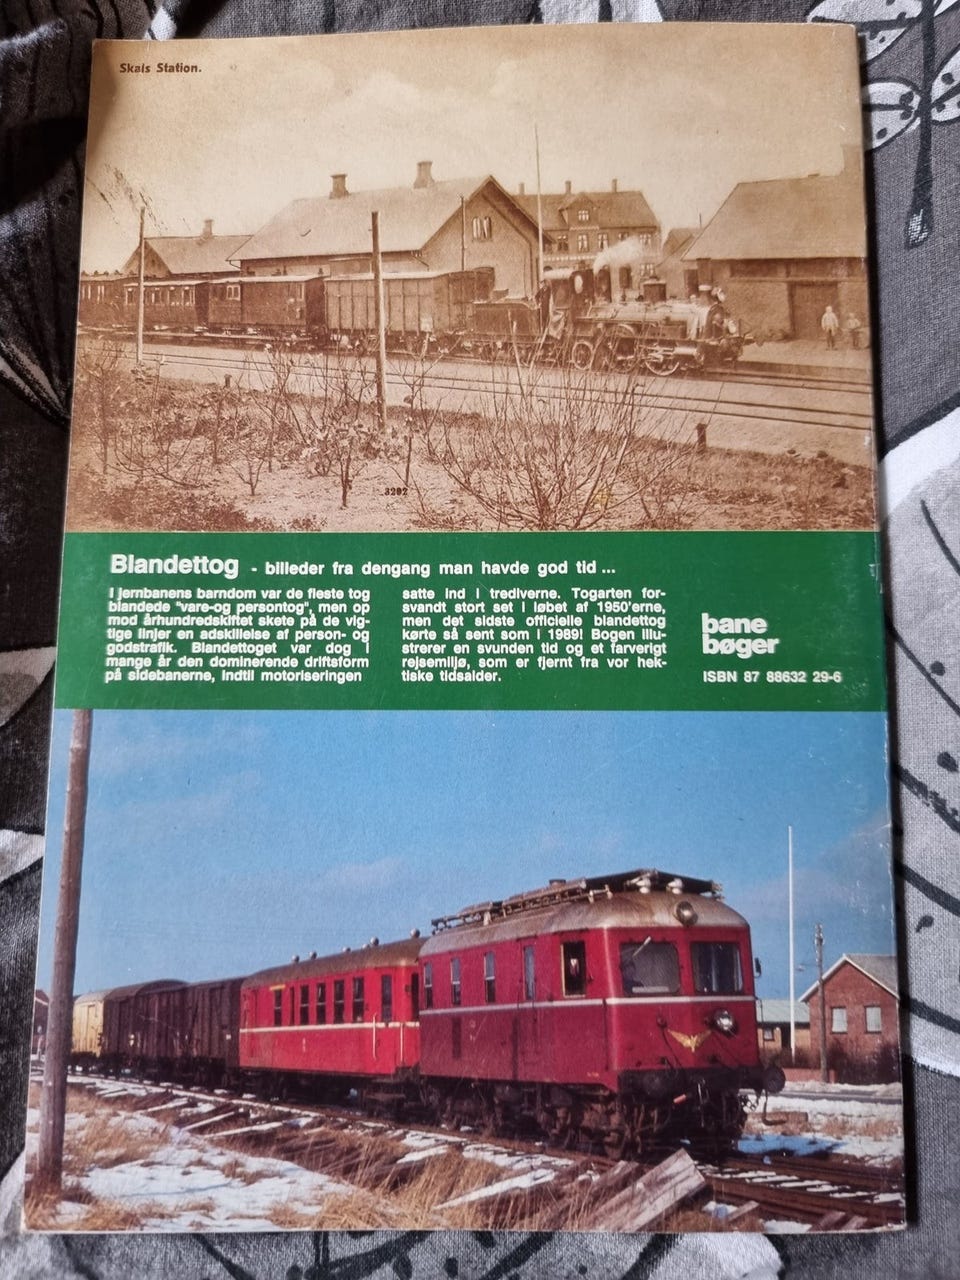 Skals Station.
3202
Blandettog - billeder fra dengang man havde god tid ...
I jernbanens barndom var de fleste tog
blandede "vare-og persontog", men op
mod århundredskiftet skete på de vig-
tige linjer en adskillelse af person- og
godstrafik. Blandettoget var dog i
mange år den dominerende driftsform
på sidebanerne, indtil motoriseringen
satte ind i trediverne. Togarten for-
svandt stort set i løbet af 1950'erne,
men det sidste officielle blandettog
kørte så sent som i 1989! Bogen illu-
strerer en svunden tid og et farverigt
rejsemiljø, som er fjernt fra vor hek-
tiske tidsalder.
bane
bøger
ISBN 87 88632 29-6